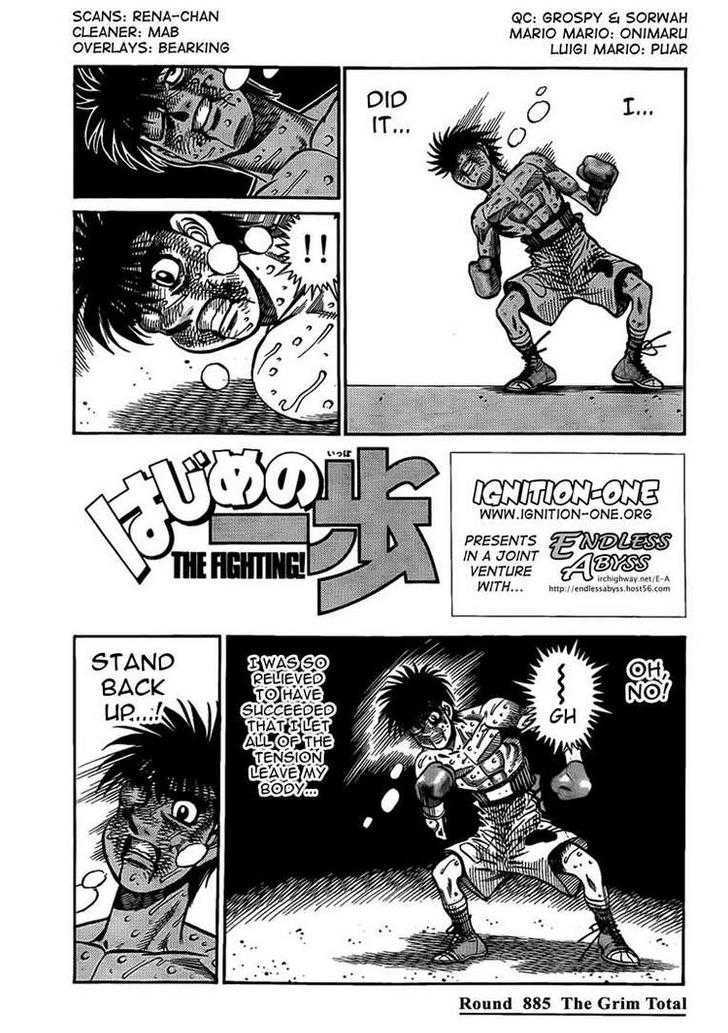 SCANS: RENA-CHAN
CLEANER: MAB
OVERLAYS: BEARKING
QC: GROSPY & SORWAH
MARIO MARIO: ONIMARU
LUIGI MARIO: PUAR
I...
DID
IT...
!!
はじめの一歩
いっぽ
THE FIGHTING!
IGNITION-ONE
WWW.IGNITION-ONE.ORG
PRESENTS
IN A JOINT
VENTURE
WITH...
ENDLESS
ABYSS
irchighway.net/E-A
http://endlessabyss.host56.com
OH,
NO!
GH
I WAS SO
RELIEVED
TO HAVE
SUCCEEDED
THAT I LET
ALL OF THE
TENSION
LEAVE MY
BODY...
STAND
BACK
UP...!
Round 885 The Grim Total